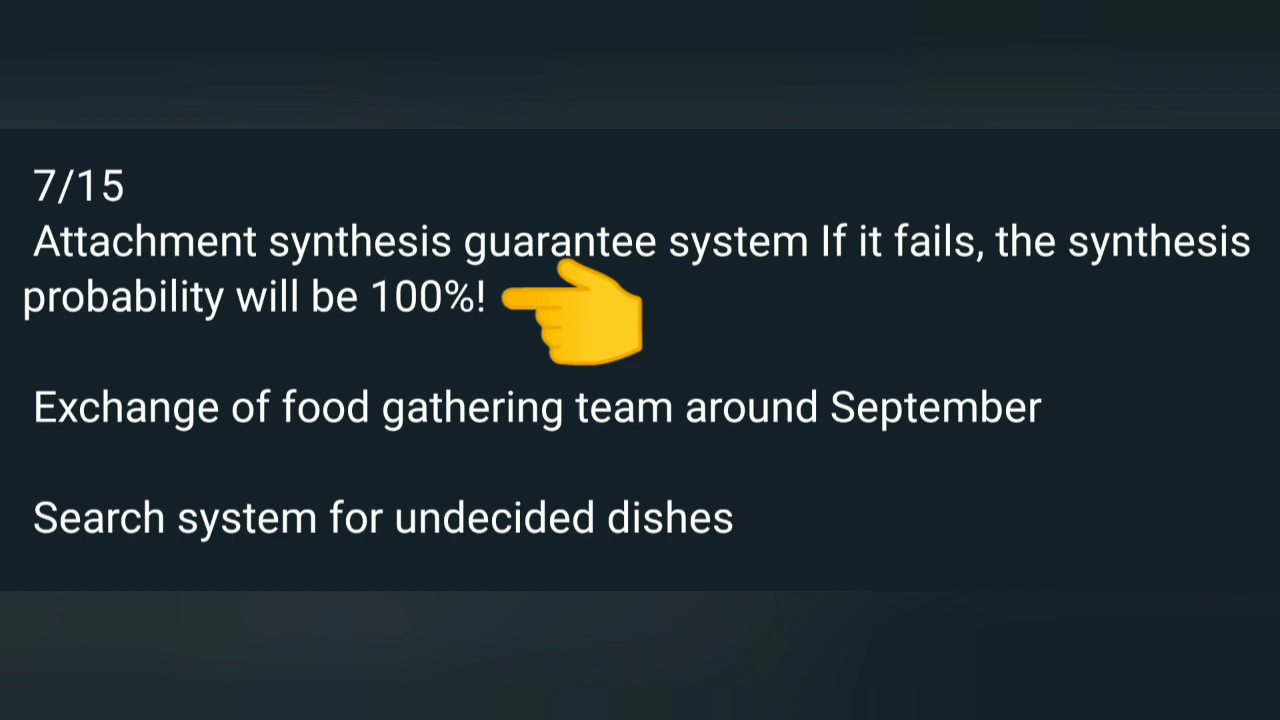 7/15
Attachment synthesis guarantee system If it fails, the synthesis
probability will be 100%!
Exchange of food gathering team around September
Search system for undecided dishes